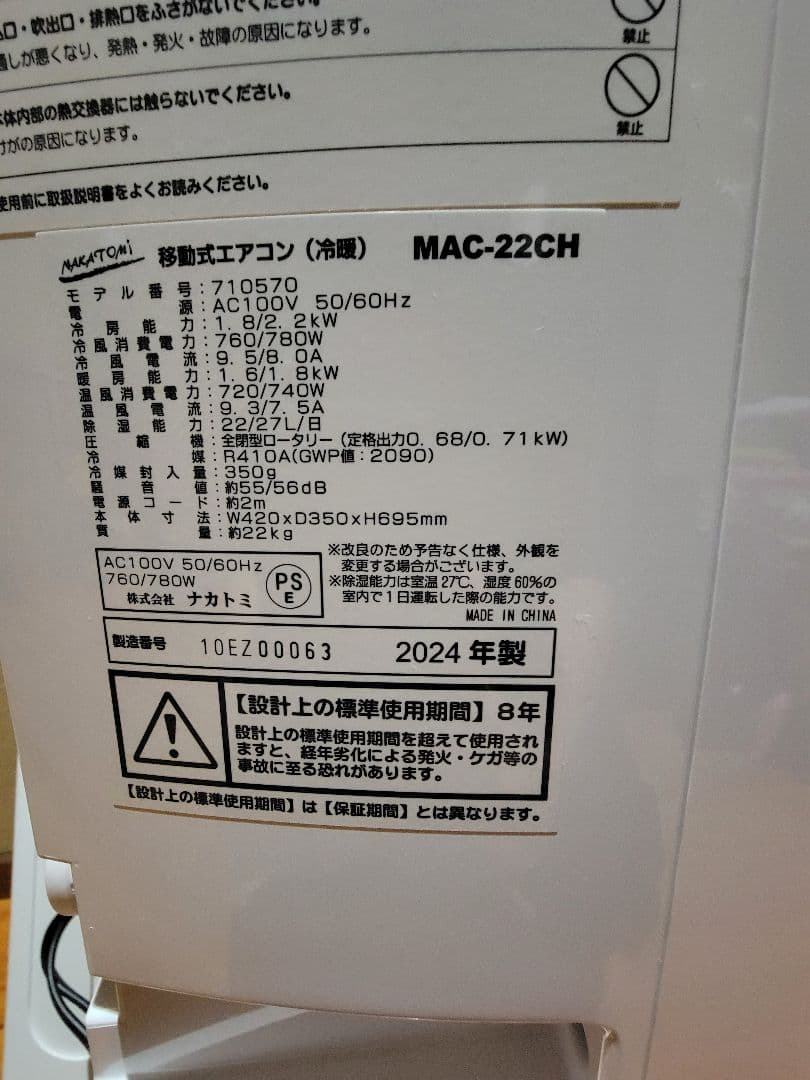 口・吹出口・排熱口をふさがないでください。
通しが悪くなり、発熱・発火・故障の原因になります。
禁止
体内部の熱交換器には触らないでください。
けがの原因になります。
禁止
使用前に取扱説明書をよくお読みください。
NAKATOMI 移動式エアコン(冷暖) MAC-22CH
モデル番号:710570
電源:AC100V 50/60Hz
冷房能力:1.8/2.2kW
冷風消費電力:760/780W
冷風電流:9.5/8.0A
暖房能力:1.6/1.8kW
温風消費電力:720/740W
温風電流:9.3/7.5A
除湿能力:22/27L/日
圧縮機:全閉型ロータリー(定格出力0.68/0.71kW)
冷媒:R410A(GWP値:2090)
冷媒封入量:350g
騒音値:約55/56dB
電源コード:約2m
本体寸法:W420xD350xH695mm
質量:約22kg
AC100V 50/60Hz
760/780W
株式会社 ナカトミ
PS
E
※改良のため予告なく仕様、外観を
変更する場合がございます。
※除湿能力は室温27℃、湿度60%の
室内で1日運転した際の能力です。
MADE IN CHINA
製造番号 10EZ00063 2024年製
【設計上の標準使用期間】8年
設計上の標準使用期間を超えて使用され
ますと、経年劣化による発火・ケガ等の
事故に至る恐れがあります。
【設計上の標準使用期間】は【保証期間】とは異なります。